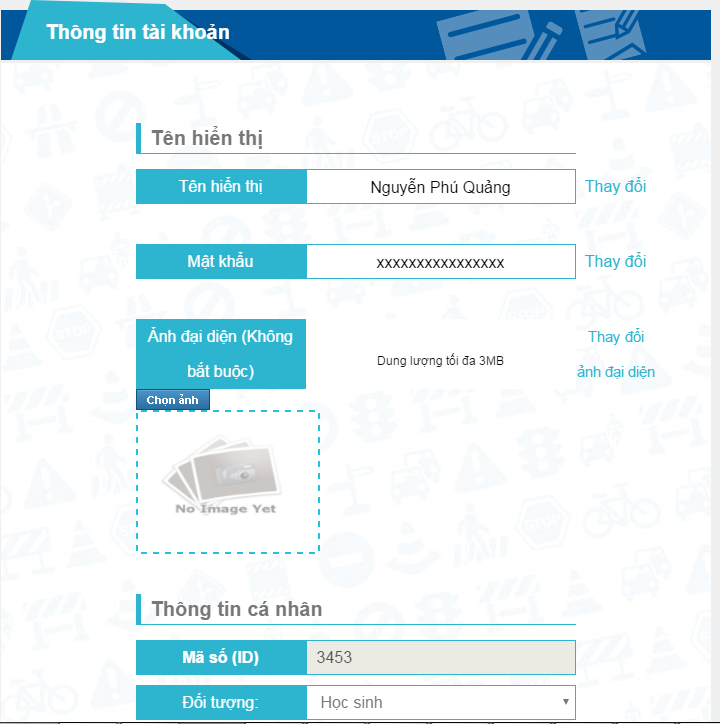 Thông tin tài khoản
Tên hiển thị
Tên hiển thị Nguyễn Phú Quảng Thay đổi
Mật khẩu xxxxxxxxxxxxxxxx Thay đổi
Ảnh đại diện (Không
bắt buộc)
Dung lượng tối đa 3MB
Thay đổi
ảnh đại diện
Chọn ảnh
No Image Yet
Thông tin cá nhân
Mã số (ID) 3453
Đối tượng: Học sinh